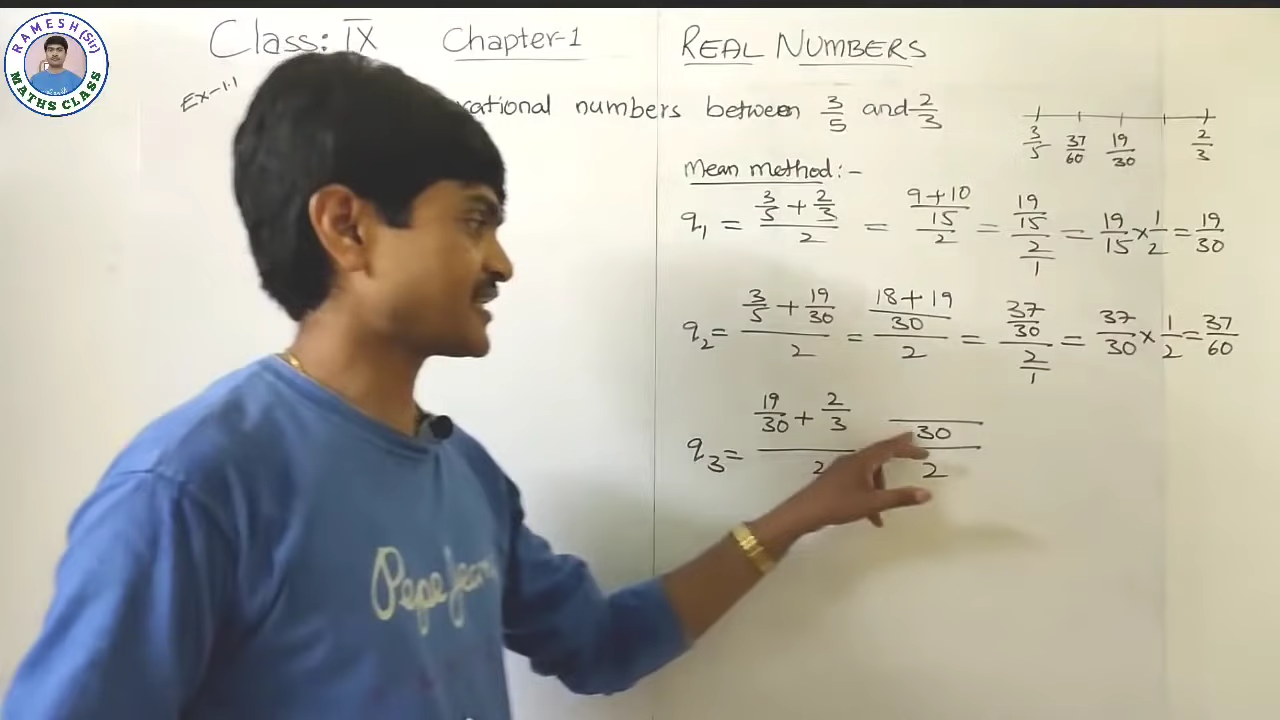 RAMESH (Sir)
MATHS CLASS
Class: IX Chapter-1 REAL NUMBERS
Ex-1.1
rational numbers between 3/5 and 2/3
3/5 37/60 19/30 2/3
Mean method:-
q₁ = (3/5 + 2/3)/2 = ((9+10)/15)/2 = (19/15)/(2/1) = 19/15 × 1/2 = 19/30
q₂ = (3/5 + 19/30)/2 = ((18+19)/30)/2 = (37/30)/(2/1) = 37/30 × 1/2 = 37/60
q₃ = (19/30 + 2/3)/2 30 2
Pepe Jeans